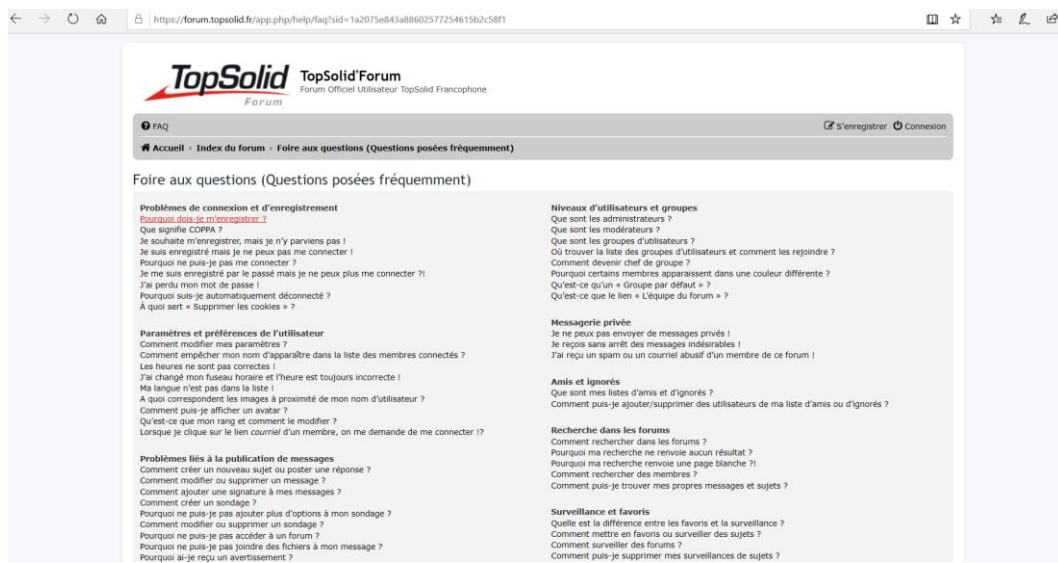 https://forum.topsolid.fr/app.php/help/faq?sid=1a2075e843a88602577254615b2c58f1
TopSolid
Forum
TopSolid'Forum
Forum Officiel Utilisateur TopSolid Francophone
FAQ
S'enregistrer Connexion
Accueil ‹ Index du forum ‹ Foire aux questions (Questions posées fréquemment)
Foire aux questions (Questions posées fréquemment)
Problèmes de connexion et d'enregistrement
Pourquoi dois-je m'enregistrer ?
Que signifie COPPA ?
Je souhaite m'enregistrer, mais je n'y parviens pas !
Je suis enregistré mais je ne peux pas me connecter !
Pourquoi ne puis-je pas me connecter ?
Je me suis enregistré par le passé mais je ne peux plus me connecter ?!
J'ai perdu mon mot de passe !
Pourquoi suis-je automatiquement déconnecté ?
À quoi sert « Supprimer les cookies » ?
Paramètres et préférences de l'utilisateur
Comment modifier mes paramètres ?
Comment empêcher mon nom d'apparaître dans la liste des membres connectés ?
Les heures ne sont pas correctes !
J'ai changé mon fuseau horaire et l'heure est toujours incorrecte !
Ma langue n'est pas dans la liste !
A quoi correspondent les images à proximité de mon nom d'utilisateur ?
Comment puis-je afficher un avatar ?
Qu'est-ce que mon rang et comment le modifier ?
Lorsque je clique sur le lien courriel d'un membre, on me demande de me connecter !?
Problèmes liés à la publication de messages
Comment créer un nouveau sujet ou poster une réponse ?
Comment modifier ou supprimer un message ?
Comment ajouter une signature à mes messages ?
Comment créer un sondage ?
Pourquoi ne puis-je pas ajouter plus d'options à mon sondage ?
Comment modifier ou supprimer un sondage ?
Pourquoi ne puis-je pas accéder à un forum ?
Pourquoi ne puis-je pas joindre des fichiers à mon message ?
Pourquoi ai-je reçu un avertissement ?
Niveaux d'utilisateurs et groupes
Que sont les administrateurs ?
Que sont les modérateurs ?
Que sont les groupes d'utilisateurs ?
Où trouver la liste des groupes d'utilisateurs et comment les rejoindre ?
Comment devenir chef de groupe ?
Pourquoi certains membres apparaissent dans une couleur différente ?
Qu'est-ce qu'un « Groupe par défaut » ?
Qu'est-ce que le lien « L'équipe du forum » ?
Messagerie privée
Je ne peux pas envoyer de messages privés !
Je reçois sans arrêt des messages indésirables !
J'ai reçu un spam ou un courriel abusif d'un membre de ce forum !
Amis et ignorés
Que sont mes listes d'amis et d'ignorés ?
Comment puis-je ajouter/supprimer des utilisateurs de ma liste d'amis ou d'ignorés ?
Recherche dans les forums
Comment rechercher dans les forums ?
Pourquoi ma recherche ne renvoie aucun résultat ?
Pourquoi ma recherche renvoie une page blanche ?!
Comment rechercher des membres ?
Comment puis-je trouver mes propres messages et sujets ?
Surveillance et favoris
Quelle est la différence entre les favoris et la surveillance ?
Comment mettre en favoris ou surveiller des sujets ?
Comment surveiller des forums ?
Comment puis-je supprimer mes surveillances de sujets ?